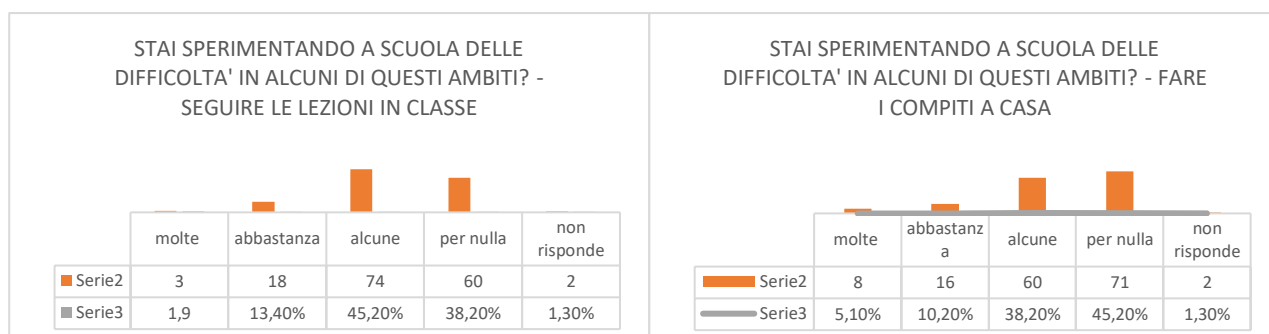 STAI SPERIMENTANDO A SCUOLA DELLE
DIFFICOLTA' IN ALCUNI DI QUESTI AMBITI? -
SEGUIRE LE LEZIONI IN CLASSE
molte abbastanza alcune per nulla non
risponde
Serie2 3 18 74 60 2
Serie3 1,9 13,40% 45,20% 38,20% 1,30%
STAI SPERIMENTANDO A SCUOLA DELLE
DIFFICOLTA' IN ALCUNI DI QUESTI AMBITI? - FARE
I COMPITI A CASA
molte abbastanz
a alcune per nulla non
risponde
Serie2 8 16 60 71 2
Serie3 5,10% 10,20% 38,20% 45,20% 1,30%